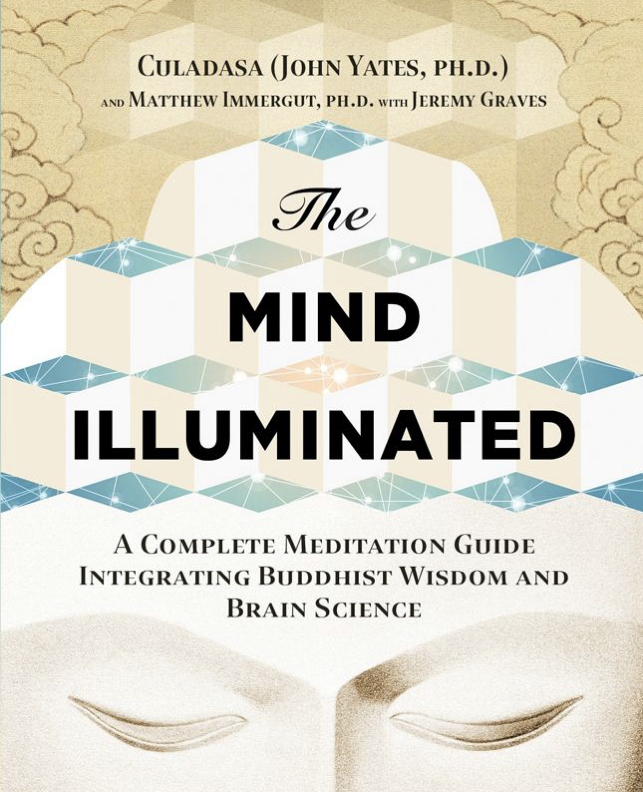 Culadasa (John Yates, Ph.D.)
and Matthew Immergut, Ph.D. with Jeremy Graves
The
MIND
ILLUMINATED
A Complete Meditation Guide
Integrating Buddhist Wisdom and
Brain Science